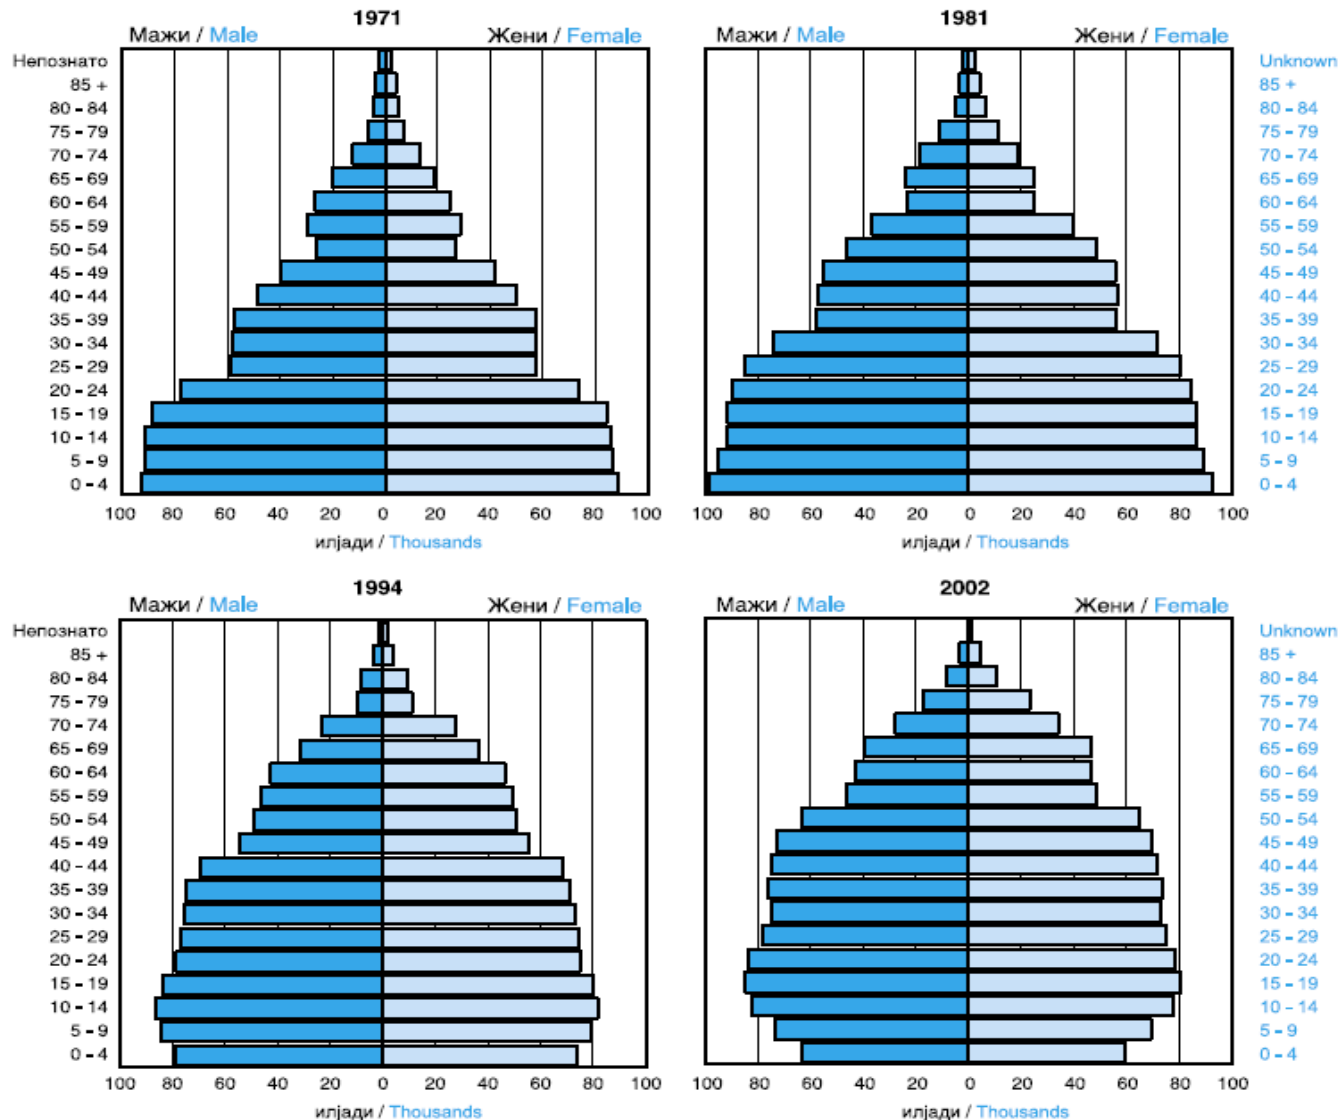 1971
Мажи / Male Жени / Female
Непознато
85 +
80 – 84
75 – 79
70 – 74
65 – 69
60 – 64
55 – 59
50 – 54
45 – 49
40 – 44
35 – 39
30 – 34
25 – 29
20 – 24
15 – 19
10 – 14
5 – 9
0 – 4
100 80 60 40 20 0 20 40 60 80 100
илјади / Thousands
1981
Мажи / Male Жени / Female
Unknown
85 +
80 – 84
75 – 79
70 – 74
65 – 69
60 – 64
55 – 59
50 – 54
45 – 49
40 – 44
35 – 39
30 – 34
25 – 29
20 – 24
15 – 19
10 – 14
5 – 9
0 – 4
100 80 60 40 20 0 20 40 60 80 100
илјади / Thousands
1994
Мажи / Male Жени / Female
Непознато
85 +
80 – 84
75 – 79
70 – 74
65 – 69
60 – 64
55 – 59
50 – 54
45 – 49
40 – 44
35 – 39
30 – 34
25 – 29
20 – 24
15 – 19
10 – 14
5 – 9
0 – 4
100 80 60 40 20 0 20 40 60 80 100
илјади / Thousands
2002
Мажи / Male Жени / Female
Unknown
85 +
80 – 84
75 – 79
70 – 74
65 – 69
60 – 64
55 – 59
50 – 54
45 – 49
40 – 44
35 – 39
30 – 34
25 – 29
20 – 24
15 – 19
10 – 14
5 – 9
0 – 4
100 80 60 40 20 0 20 40 60 80 100
илјади / Thousands